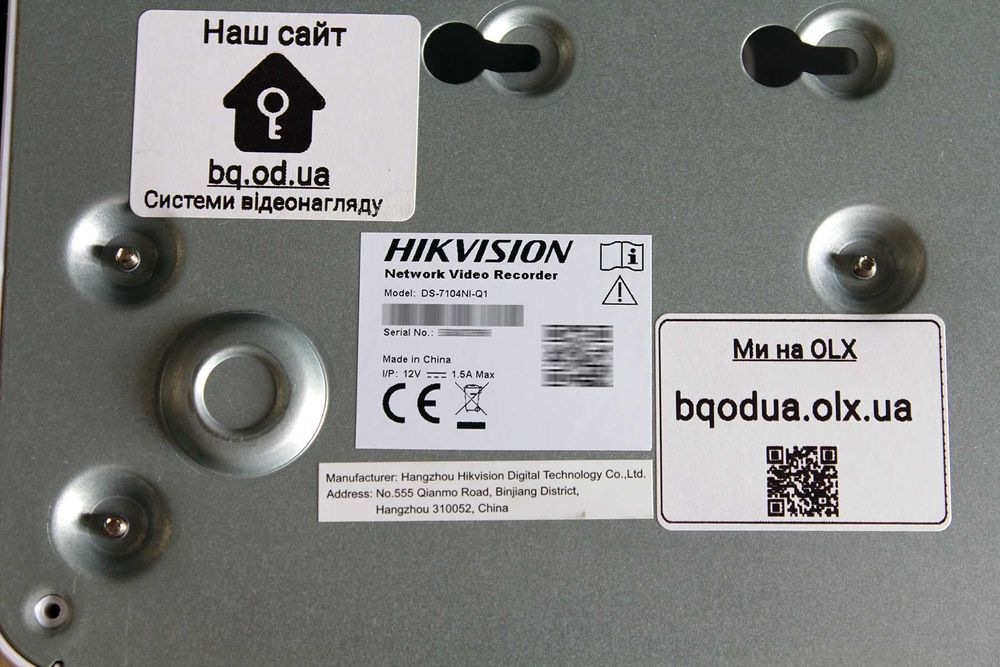 Наш сайт
bq.od.ua
Системи відеонагляду
HIKVISION
Network Video Recorder
Model: DS-7104NI-Q1
Serial No.:
Made in China
I/P: 12V ⎓ 1.5A Max
CE
Manufacturer: Hangzhou Hikvision Digital Technology Co.,Ltd.
Address: No.555 Qianmo Road, Binjiang District,
Hangzhou 310052, China
Ми на OLX
bqodua.olx.ua